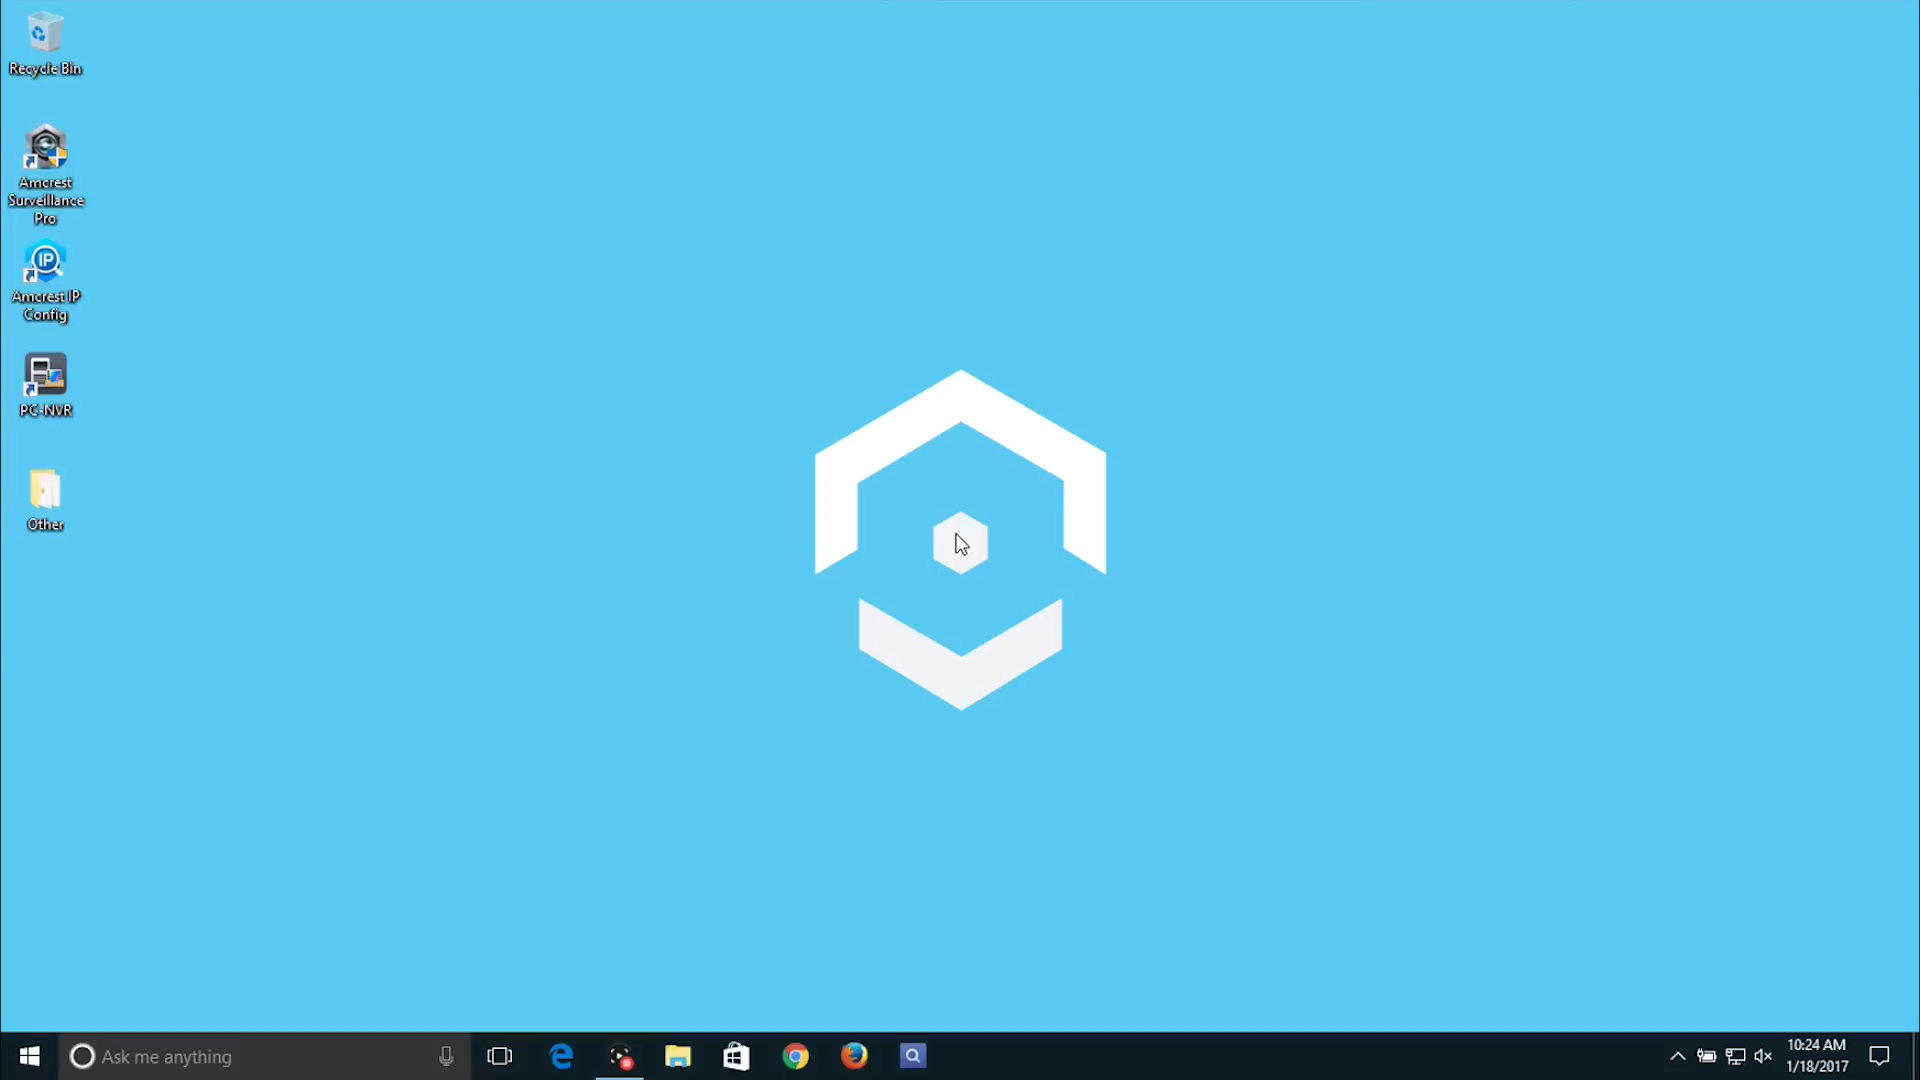 Recycle Bin
Amcrest
Surveillance
Pro
IP
Amcrest IP
Config
PC-NVR
Other
Ask me anything
10:24 AM
1/18/2017